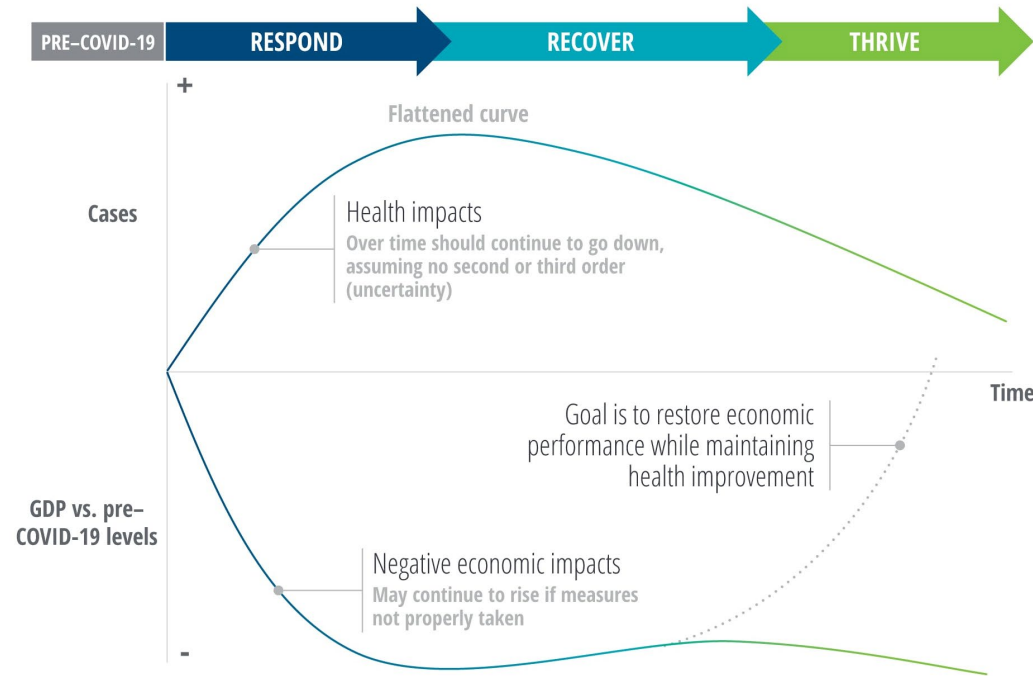 PRE–COVID-19
RESPOND
RECOVER
THRIVE
+
Flattened curve
Cases
Health impacts
Over time should continue to go down,
assuming no second or third order
(uncertainty)
Time
Goal is to restore economic
performance while maintaining
health improvement
GDP vs. pre–
COVID-19 levels
Negative economic impacts
May continue to rise if measures
not properly taken
-